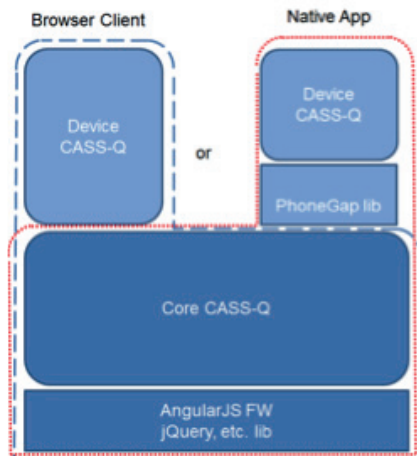 Browser Client
Native App
Device
CASS-Q
or
Device
CASS-Q
PhoneGap lib
Core CASS-Q
AngularJS FW
jQuery, etc. lib